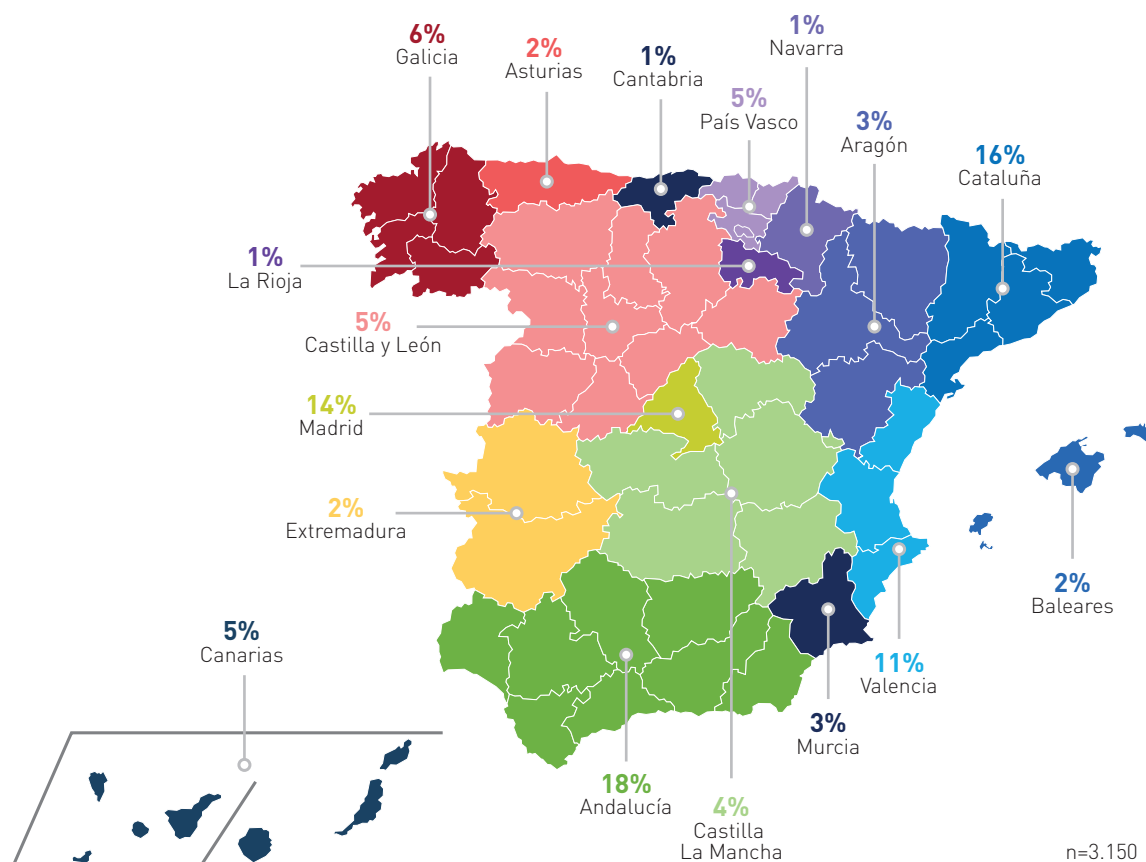 6%
Galicia
2%
Asturias
1%
Cantabria
1%
Navarra
5%
País Vasco
3%
Aragón
16%
Cataluña
1%
La Rioja
5%
Castilla y León
14%
Madrid
2%
Extremadura
2%
Baleares
5%
Canarias
11%
Valencia
3%
Murcia
18%
Andalucía
4%
Castilla
La Mancha
n=3.150